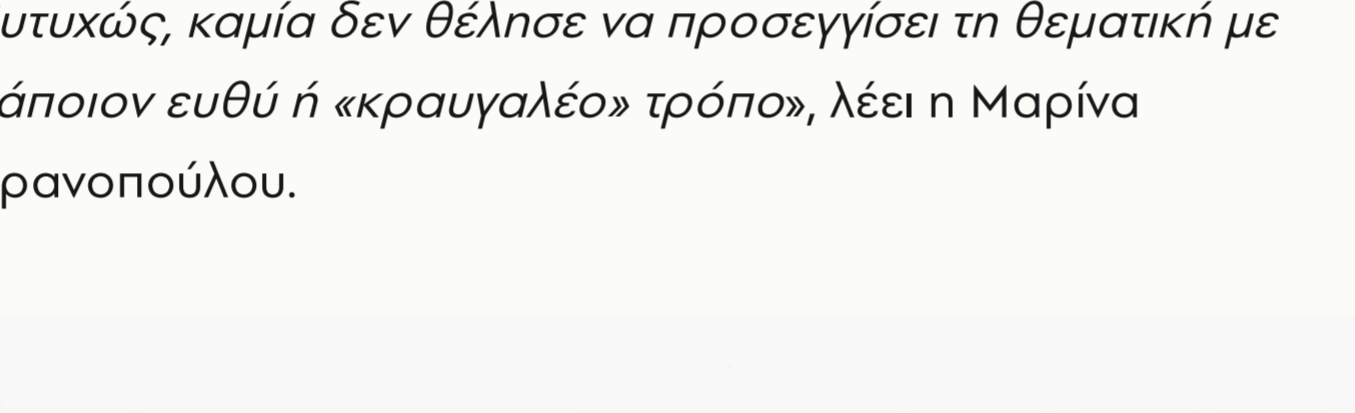 υτυχώς, καμία δεν θέλησε να προσεγγίσει τη θεματική με
άποιον ευθύ ή «κραυγαλέο» τρόπο», λέει η Μαρίνα
ρανοπούλου.